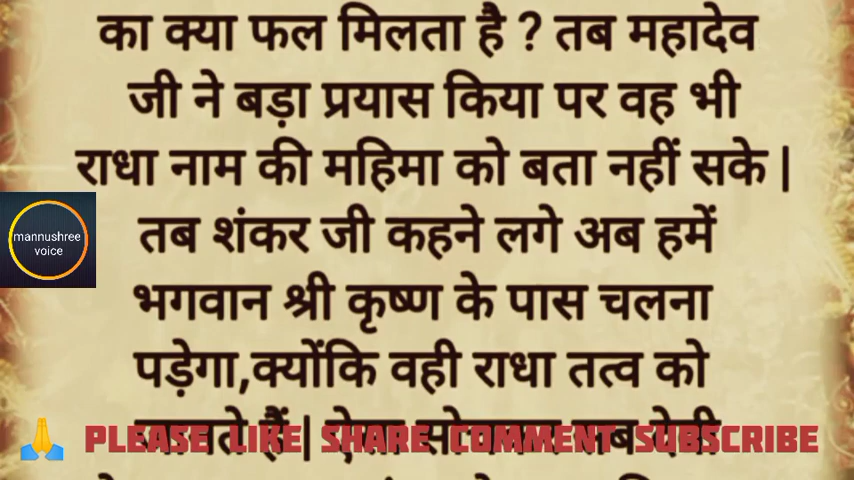 का क्या फल मिलता है ? तब महादेव
जी ने बड़ा प्रयास किया पर वह भी
राधा नाम की महिमा को बता नहीं सके |
mannushree
voice
तब शंकर जी कहने लगे अब हमें
भगवान श्री कृष्ण के पास चलना
पड़ेगा,क्योंकि वही राधा तत्व को
हैं |
PLEASE LIKE SHARE COMMENT SUBSCRIBE